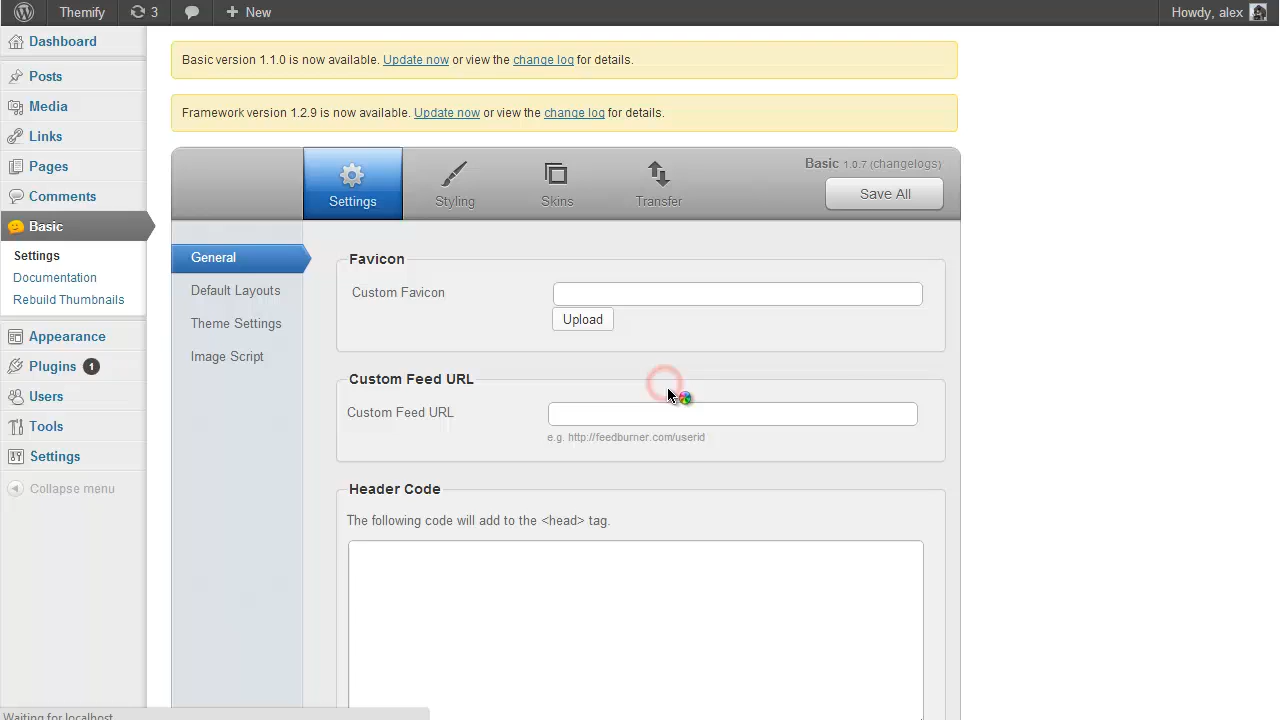 Themify 3 New Howdy, alex
Dashboard
Posts
Media
Links
Pages
Comments
Basic
Settings
Documentation
Rebuild Thumbnails
Appearance
Plugins 1
Users
Tools
Settings
Collapse menu
Basic version 1.1.0 is now available. Update now or view the change log for details.
Framework version 1.2.9 is now available. Update now or view the change log for details.
Settings
Styling
Skins
Transfer
Basic 1.0.7 (changelogs)
Save All
General
Default Layouts
Theme Settings
Image Script
Favicon
Custom Favicon
Upload
Custom Feed URL
Custom Feed URL
e.g. http://feedburner.com/userid
Header Code
The following code will add to the <head> tag.
Waiting for localhost